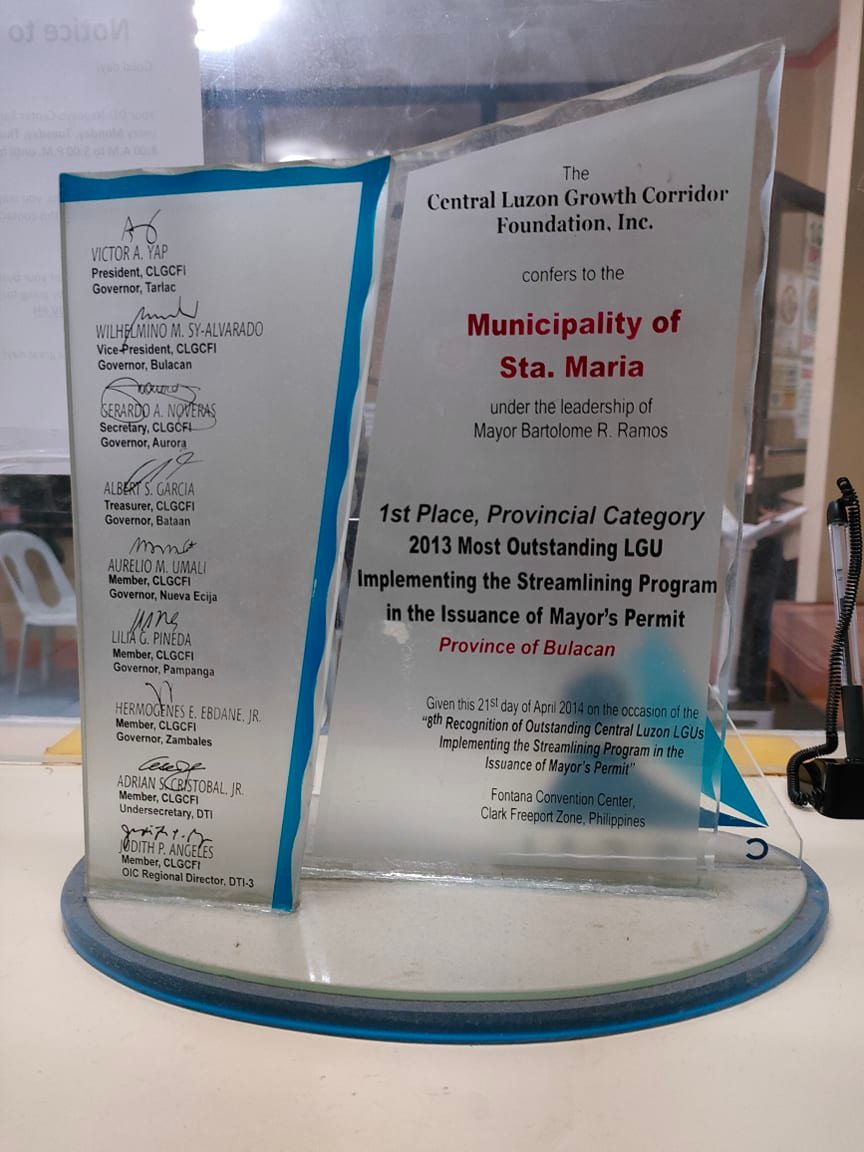 VICTOR A. YAP
President, CLGCFI
Governor, Tarlac
WILHELMINO M. SY-ALVARADO
Vice-President, CLGCFI
Governor, Bulacan
GERARDO A. NOVERAS
Secretary, CLGCFI
Governor, Aurora
ALBERT S. GARCIA
Treasurer, CLGCFI
Governor, Bataan
AURELIO M. UMALI
Member, CLGCFI
Governor, Nueva Ecija
LILIA G. PINEDA
Member, CLGCFI
Governor, Pampanga
HERMOGENES E. EBDANE, JR.
Member, CLGCFI
Governor, Zambales
ADRIAN S. CRISTOBAL, JR.
Member, CLGCFI
Undersecretary, DTI
JUDITH P. ANGELES
Member, CLGCFI
OIC Regional Director, DTI-3
The
Central Luzon Growth Corridor
Foundation, Inc.
confers to the
Municipality of
Sta. Maria
under the leadership of
Mayor Bartolome R. Ramos
1st Place, Provincial Category
2013 Most Outstanding LGU
Implementing the Streamlining Program
in the Issuance of Mayor's Permit
Province of Bulacan
Given this 21st day of April 2014 on the occasion of the
"8th Recognition of Outstanding Central Luzon LGUs
Implementing the Streamlining Program in the
Issuance of Mayor's Permit"
Fontana Convention Center,
Clark Freeport Zone, Philippines
Notice to
Good day!